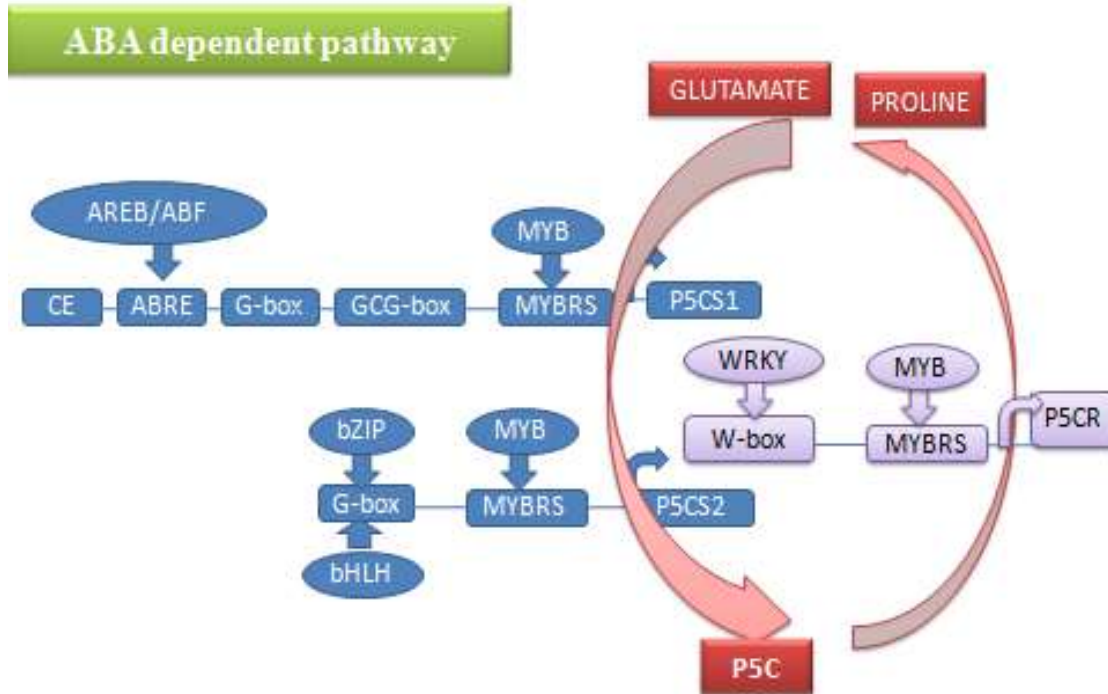 ABA dependent pathway
GLUTAMATE
PROLINE
AREB/ABF
MYB
CE
ABRE
G-box
GCG-box
MYBRS
P5CS1
WRKY
MYB
P5CR
W-box
MYBRS
bZIP
MYB
G-box
MYBRS
P5CS2
bHLH
P5C